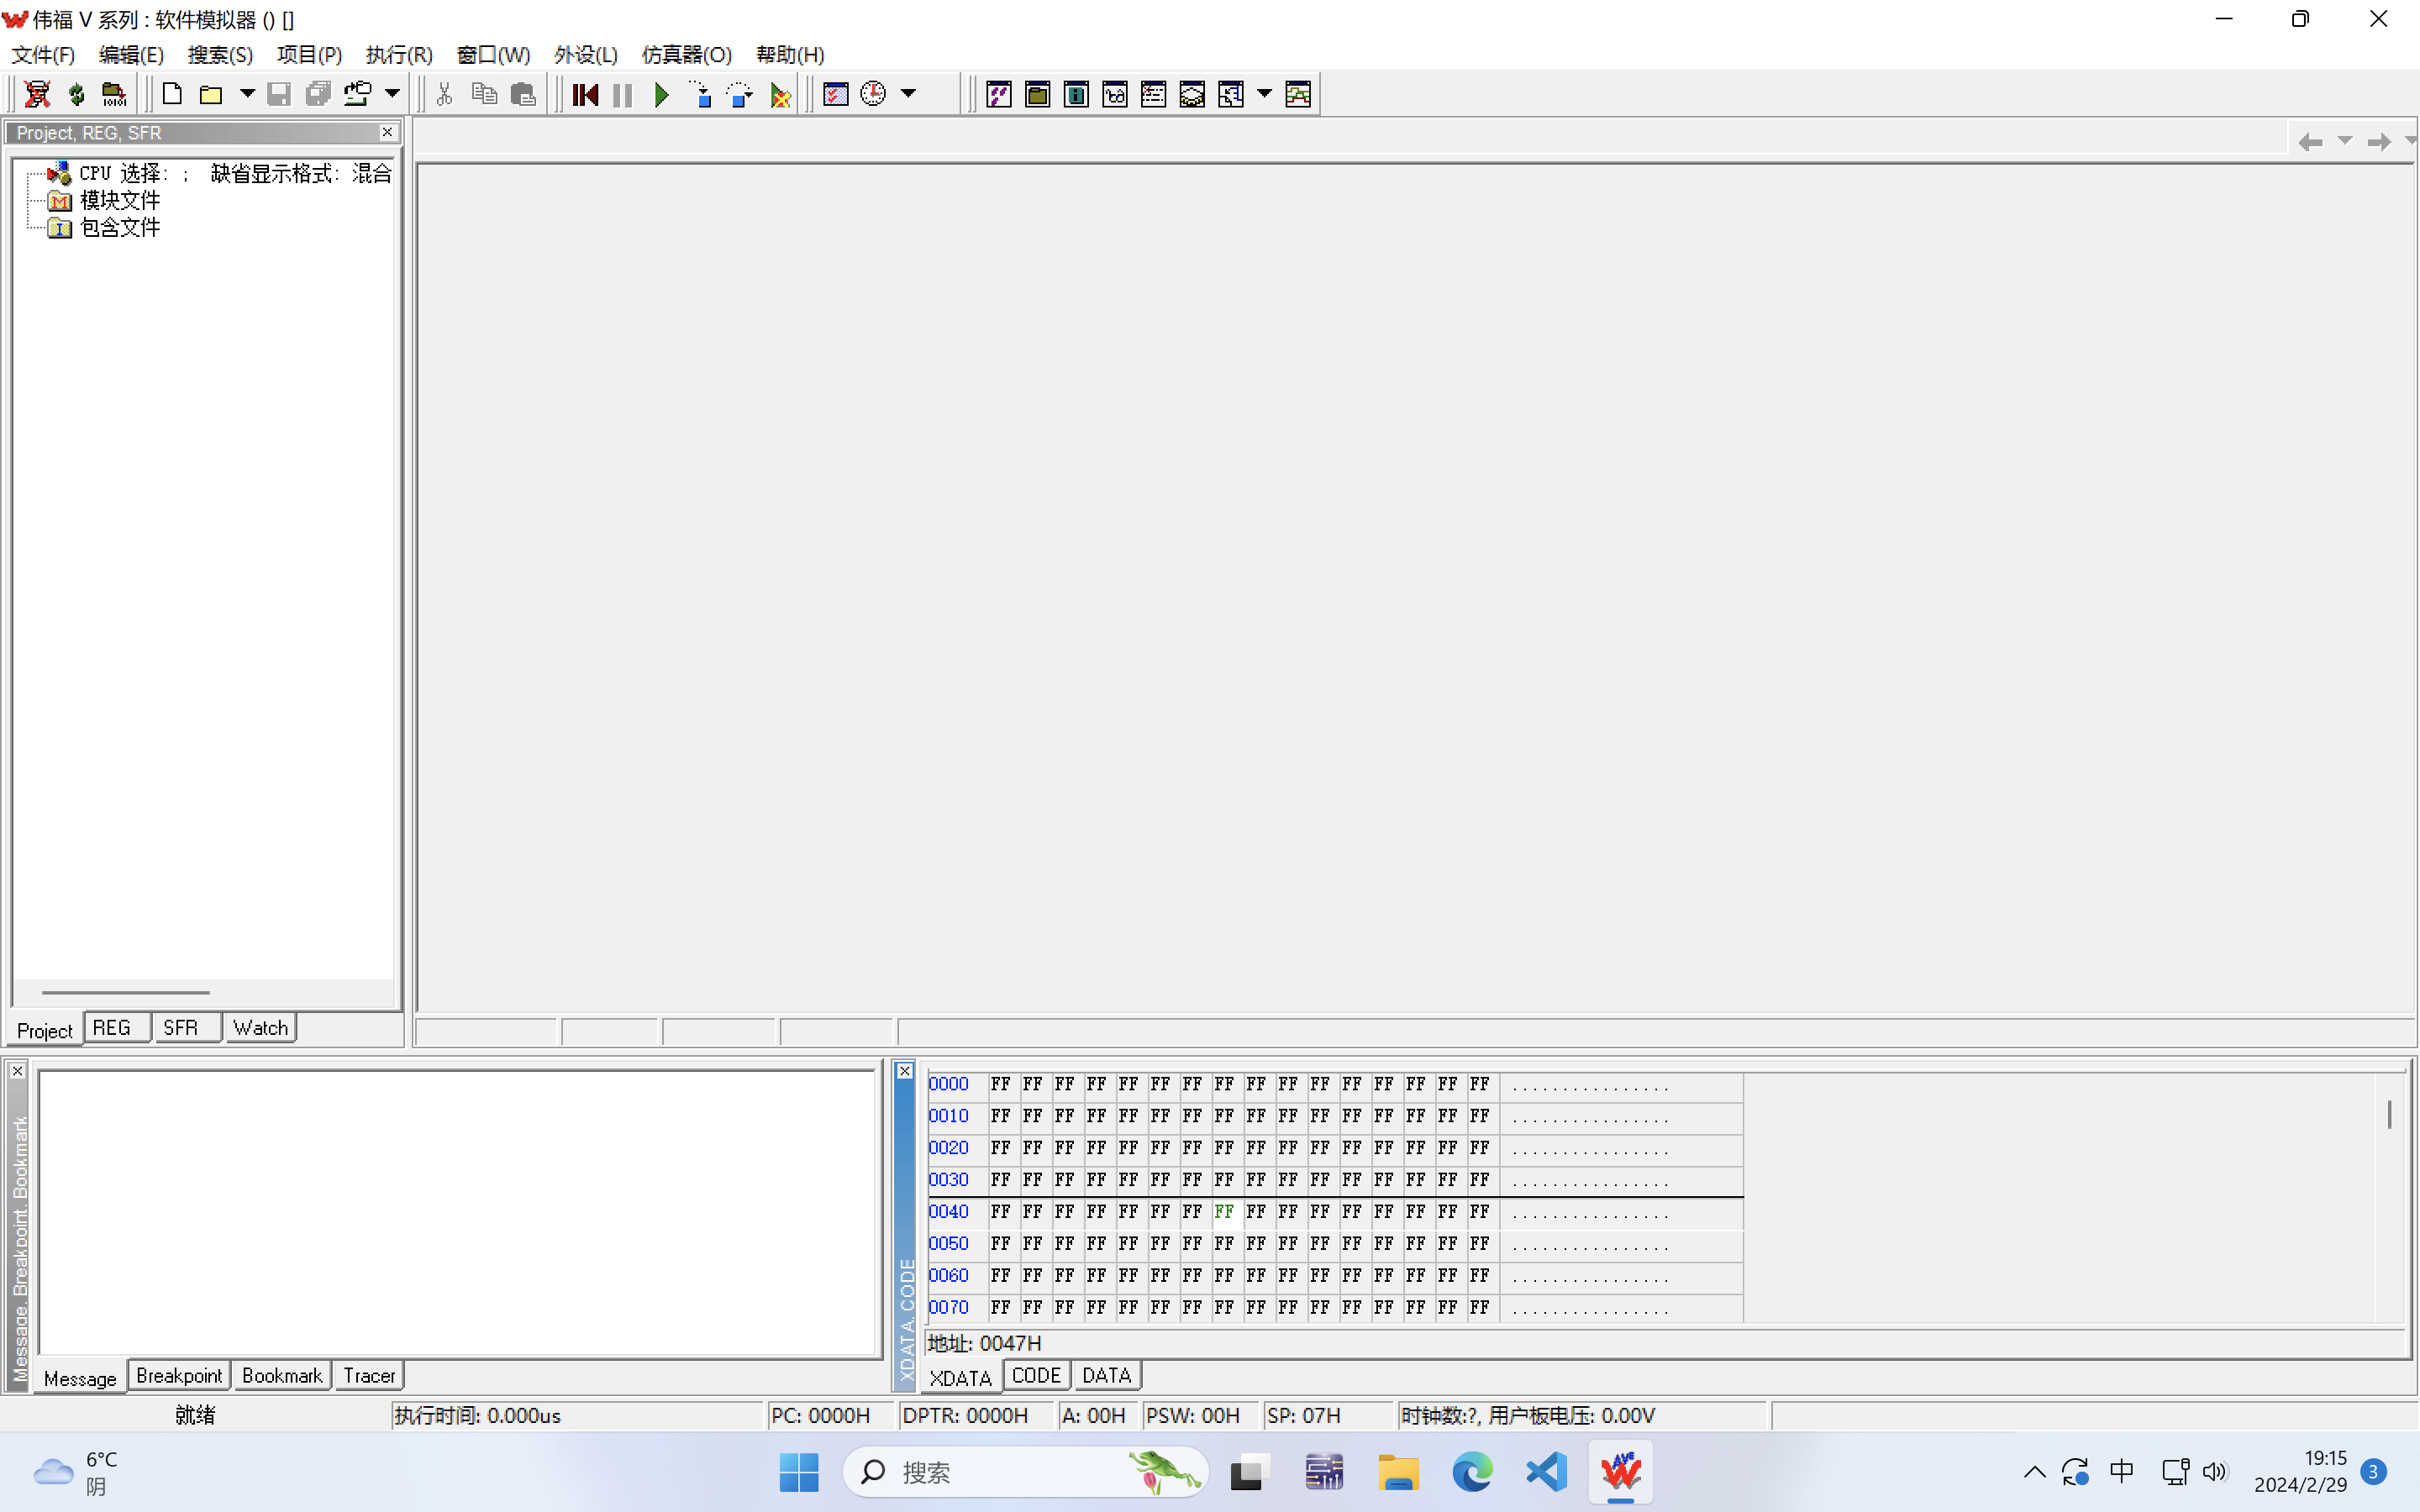 伟福 V 系列 : 软件模拟器 () []
文件(F) 编辑(E) 搜索(S) 项目(P) 执行(R) 窗口(W) 外设(L) 仿真器(O) 帮助(H)
Project, REG, SFR
CPU 选择: ; 缺省显示格式: 混合
模块文件
包含文件
Project REG SFR Watch
Message, Breakpoint, Bookmark
Message Breakpoint Bookmark Tracer
XDATA, CODE
0000 FF FF FF FF FF FF FF FF FF FF FF FF FF FF FF FF ................
0010 FF FF FF FF FF FF FF FF FF FF FF FF FF FF FF FF ................
0020 FF FF FF FF FF FF FF FF FF FF FF FF FF FF FF FF ................
0030 FF FF FF FF FF FF FF FF FF FF FF FF FF FF FF FF ................
0040 FF FF FF FF FF FF FF FF FF FF FF FF FF FF FF FF ................
0050 FF FF FF FF FF FF FF FF FF FF FF FF FF FF FF FF ................
0060 FF FF FF FF FF FF FF FF FF FF FF FF FF FF FF FF ................
0070 FF FF FF FF FF FF FF FF FF FF FF FF FF FF FF FF ................
地址: 0047H
XDATA CODE DATA
就绪 执行时间: 0.000us PC: 0000H DPTR: 0000H A: 00H PSW: 00H SP: 07H 时钟数:?, 用户板电压: 0.00V
6°C
阴
搜索
中
19:15
2024/2/29
3